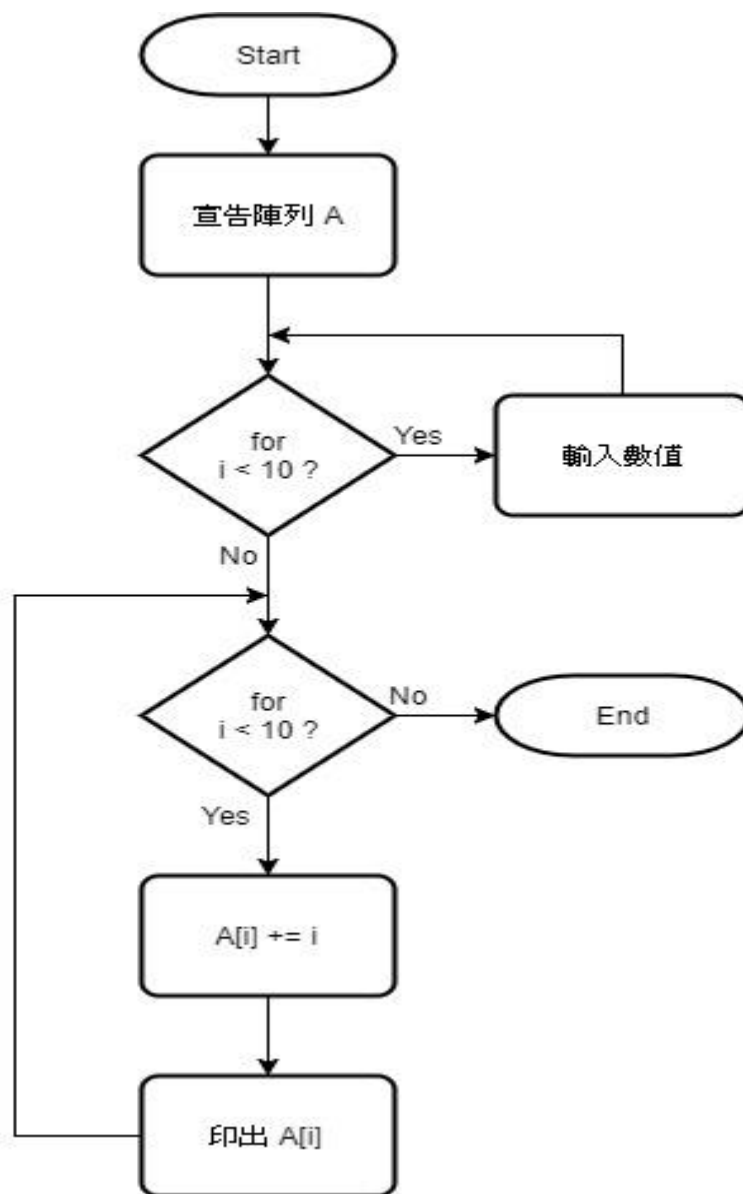 Start
宣告陣列 A
for
i < 10 ?
Yes
輸入數值
No
for
i < 10 ?
No
End
Yes
A[i] += i
印出 A[i]